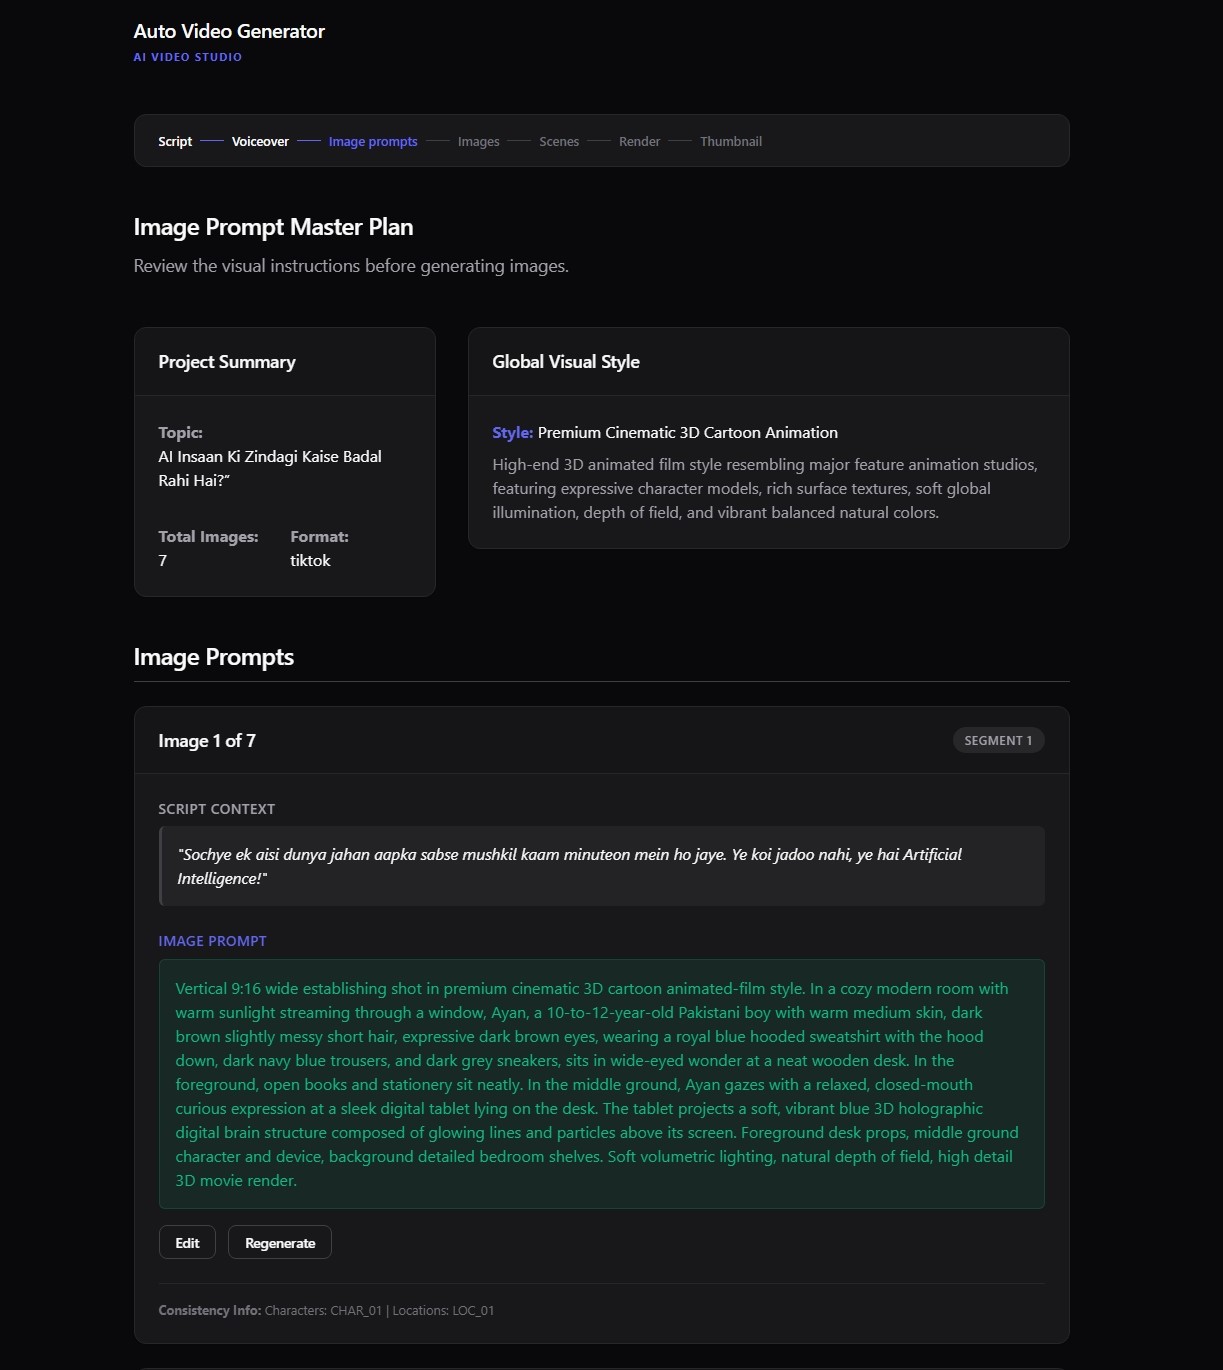 Auto Video Generator
AI VIDEO STUDIO
Script
Voiceover
Image prompts
Images
Scenes
Render
Thumbnail
Image Prompt Master Plan
Review the visual instructions before generating images.
Project Summary
Topic:
AI Insaan Ki Zindagi Kaise Badal
Rahi Hai?”
Total Images:
7
Format:
tiktok
Global Visual Style
Style: Premium Cinematic 3D Cartoon Animation
High-end 3D animated film style resembling major feature animation studios,
featuring expressive character models, rich surface textures, soft global
illumination, depth of field, and vibrant balanced natural colors.
Image Prompts
Image 1 of 7
SEGMENT 1
SCRIPT CONTEXT
"Sochye ek aisi dunya jahan aapka sabse mushkil kaam minuteon mein ho jaye. Ye koi jadoo nahi, ye hai Artificial
Intelligence!"
IMAGE PROMPT
Vertical 9:16 wide establishing shot in premium cinematic 3D cartoon animated-film style. In a cozy modern room with
warm sunlight streaming through a window, Ayan, a 10-to-12-year-old Pakistani boy with warm medium skin, dark
brown slightly messy short hair, expressive dark brown eyes, wearing a royal blue hooded sweatshirt with the hood
down, dark navy blue trousers, and dark grey sneakers, sits in wide-eyed wonder at a neat wooden desk. In the
foreground, open books and stationery sit neatly. In the middle ground, Ayan gazes with a relaxed, closed-mouth
curious expression at a sleek digital tablet lying on the desk. The tablet projects a soft, vibrant blue 3D holographic
digital brain structure composed of glowing lines and particles above its screen. Foreground desk props, middle ground
character and device, background detailed bedroom shelves. Soft volumetric lighting, natural depth of field, high detail
3D movie render.
Edit
Regenerate
Consistency Info: Characters: CHAR_01 | Locations: LOC_01